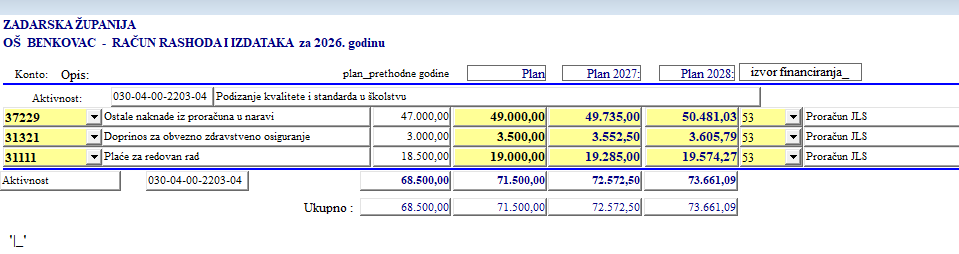 ZADARSKA ŽUPANIJA
OŠ BENKOVAC - RAČUN RASHODA I IZDATAKA za 2026. godinu
Konto: Opis: plan_prethodne godine Plan Plan 2027: Plan 2028: izvor financiranja_
Aktivnost: 030-04-00-2203-04 Podizanje kvalitete i standarda u školstvu
37229 Ostale naknade iz proračuna u naravi 47.000,00 49.000,00 49.735,00 50.481,03 53 Proračun JLS
31321 Doprinos za obvezno zdravstveno osiguranje 3.000,00 3.500,00 3.552,50 3.605,79 53 Proračun JLS
31111 Plaće za redovan rad 18.500,00 19.000,00 19.285,00 19.574,27 53 Proračun JLS
Aktivnost 030-04-00-2203-04 68.500,00 71.500,00 72.572,50 73.661,09
Ukupno : 68.500,00 71.500,00 72.572,50 73.661,09
'|_'